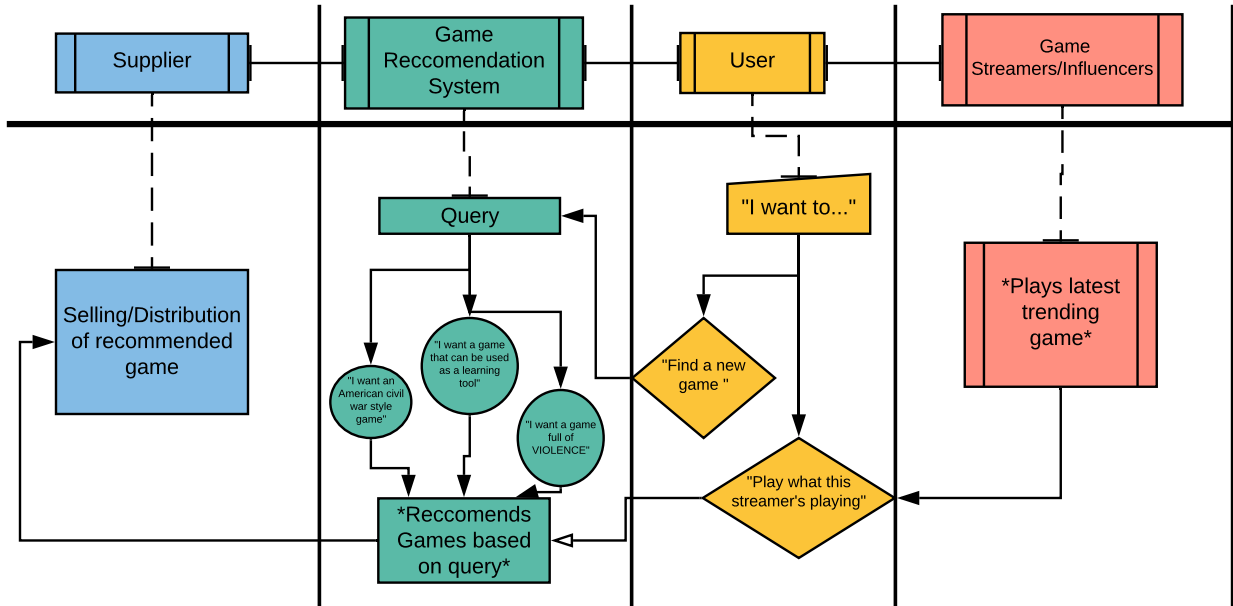 Supplier
Game
Reccomendation
System
User
Game
Streamers/Influencers
Query
"I want to..."
Selling/Distribution
of recommended
game
*Plays latest
trending
game*
"I want an
American civil
war style
game"
"I want a game
that can be used
as a learning
tool"
"I want a game
full of
VIOLENCE"
"Find a new
game "
"Play what this
streamer's playing"
*Reccomends
Games based
on query*